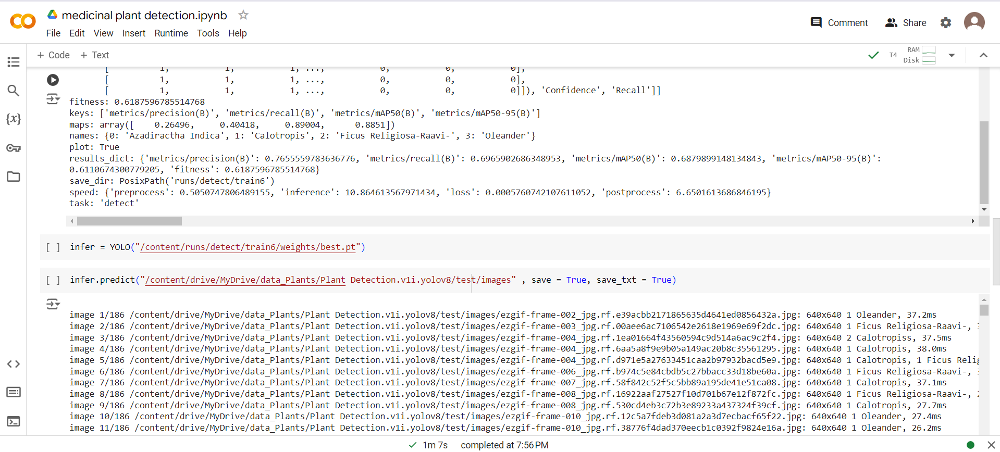 medicinal plant detection.ipynb
File Edit View Insert Runtime Tools Help
Comment Share
+ Code + Text
T4 RAM Disk
[ 1, 1, 1, ..., 0, 0, 0],
[ 1, 1, 1, ..., 0, 0, 0],
[ 1, 1, 1, ..., 0, 0, 0]]), 'Confidence', 'Recall']]
fitness: 0.6187596785514768
keys: ['metrics/precision(B)', 'metrics/recall(B)', 'metrics/mAP50(B)', 'metrics/mAP50-95(B)']
maps: array([ 0.26496, 0.40418, 0.89004, 0.8851])
names: {0: 'Azadiractha Indica', 1: 'Calotropis', 2: 'Ficus Religiosa-Raavi-', 3: 'Oleander'}
plot: True
results_dict: {'metrics/precision(B)': 0.7655559783636776, 'metrics/recall(B)': 0.6965902686348953, 'metrics/mAP50(B)': 0.6879899148134843, 'metrics/mAP50-95(B)':
0.6110674300779205, 'fitness': 0.6187596785514768}
save_dir: PosixPath('runs/detect/train6')
speed: {'preprocess': 0.5050747806489155, 'inference': 10.864613567971434, 'loss': 0.0005760742107611052, 'postprocess': 6.6501613686846195}
task: 'detect'
[ ] infer = YOLO("/content/runs/detect/train6/weights/best.pt")
[ ] infer.predict("/content/drive/MyDrive/data_Plants/Plant Detection.v1i.yolov8/test/images" , save = True, save_txt = True)
image 1/186 /content/drive/MyDrive/data_Plants/Plant Detection.v1i.yolov8/test/images/ezgif-frame-002_jpg.rf.e39acbb2171865635d4641ed0856432a.jpg: 640x640 1 Oleander, 37.2ms
image 2/186 /content/drive/MyDrive/data_Plants/Plant Detection.v1i.yolov8/test/images/ezgif-frame-003_jpg.rf.00aee6ac7106542e2618e1969e69f2dc.jpg: 640x640 1 Ficus Religiosa-Raavi-,
image 3/186 /content/drive/MyDrive/data_Plants/Plant Detection.v1i.yolov8/test/images/ezgif-frame-004_jpg.rf.1ea01664f43560594c9d514a6ac9c2f4.jpg: 640x640 2 Calotropiss, 37.5ms
image 4/186 /content/drive/MyDrive/data_Plants/Plant Detection.v1i.yolov8/test/images/ezgif-frame-004_jpg.rf.6aa5a8f9e9b05a149ac20b8c35561295.jpg: 640x640 1 Calotropis, 38.0ms
image 5/186 /content/drive/MyDrive/data_Plants/Plant Detection.v1i.yolov8/test/images/ezgif-frame-004_jpg.rf.d971e5a27633451caa2b97932bacd5e9.jpg: 640x640 1 Calotropis, 1 Ficus Relig
image 6/186 /content/drive/MyDrive/data_Plants/Plant Detection.v1i.yolov8/test/images/ezgif-frame-006_jpg.rf.b974c5e84cbdb5c27bbacc33d18be60a.jpg: 640x640 1 Ficus Religiosa-Raavi-,
image 7/186 /content/drive/MyDrive/data_Plants/Plant Detection.v1i.yolov8/test/images/ezgif-frame-007_jpg.rf.58f842c52f5c5bb89a195de41e51ca08.jpg: 640x640 1 Calotropis, 37.1ms
image 8/186 /content/drive/MyDrive/data_Plants/Plant Detection.v1i.yolov8/test/images/ezgif-frame-008_jpg.rf.16922aaf27527f10d701b67e12f872fc.jpg: 640x640 1 Ficus Religiosa-Raavi-,
image 9/186 /content/drive/MyDrive/data_Plants/Plant Detection.v1i.yolov8/test/images/ezgif-frame-008_jpg.rf.530cd4eb3c72b3e89233a437324f39cf.jpg: 640x640 1 Calotropis, 27.7ms
image 10/186 /content/drive/MyDrive/data_Plants/Plant Detection.v1i.yolov8/test/images/ezgif-frame-010_jpg.rf.12c5a7fdeb3d081a2a3d7ecbacf65f22.jpg: 640x640 1 Oleander, 27.4ms
image 11/186 /content/drive/MyDrive/data_Plants/Plant Detection.v1i.yolov8/test/images/ezgif-frame-010_jpg.rf.38776f4dad370eecb1c0392f9824e16a.jpg: 640x640 1 Oleander, 26.2ms
1m 7s completed at 7:56 PM